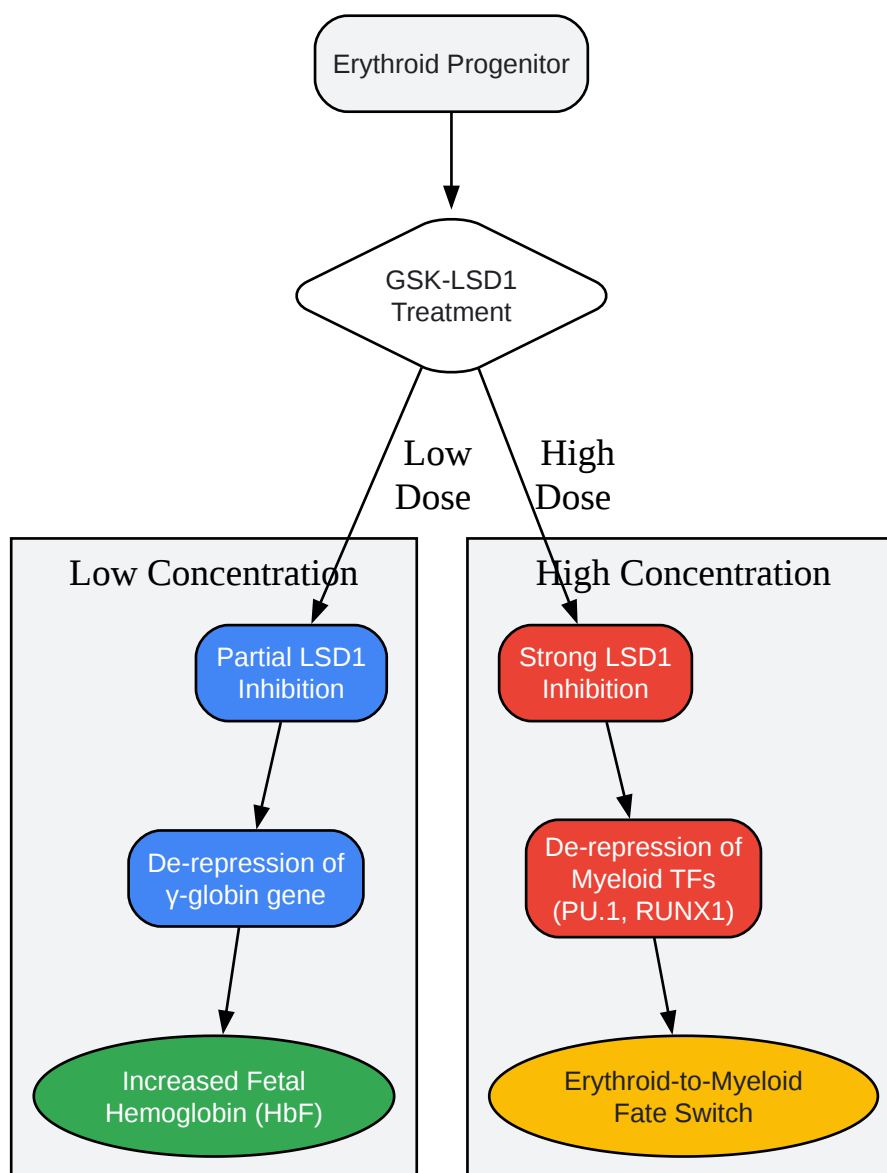 Erythroid Progenitor
GSK-LSD1
Treatment
Low
Dose
High
Dose
Low Concentration
Partial LSD1
Inhibition
De-repression of
γ-globin gene
Increased Fetal
Hemoglobin (HbF)
High Concentration
Strong LSD1
Inhibition
De-repression of
Myeloid TFs
(PU.1, RUNX1)
Erythroid-to-Myeloid
Fate Switch